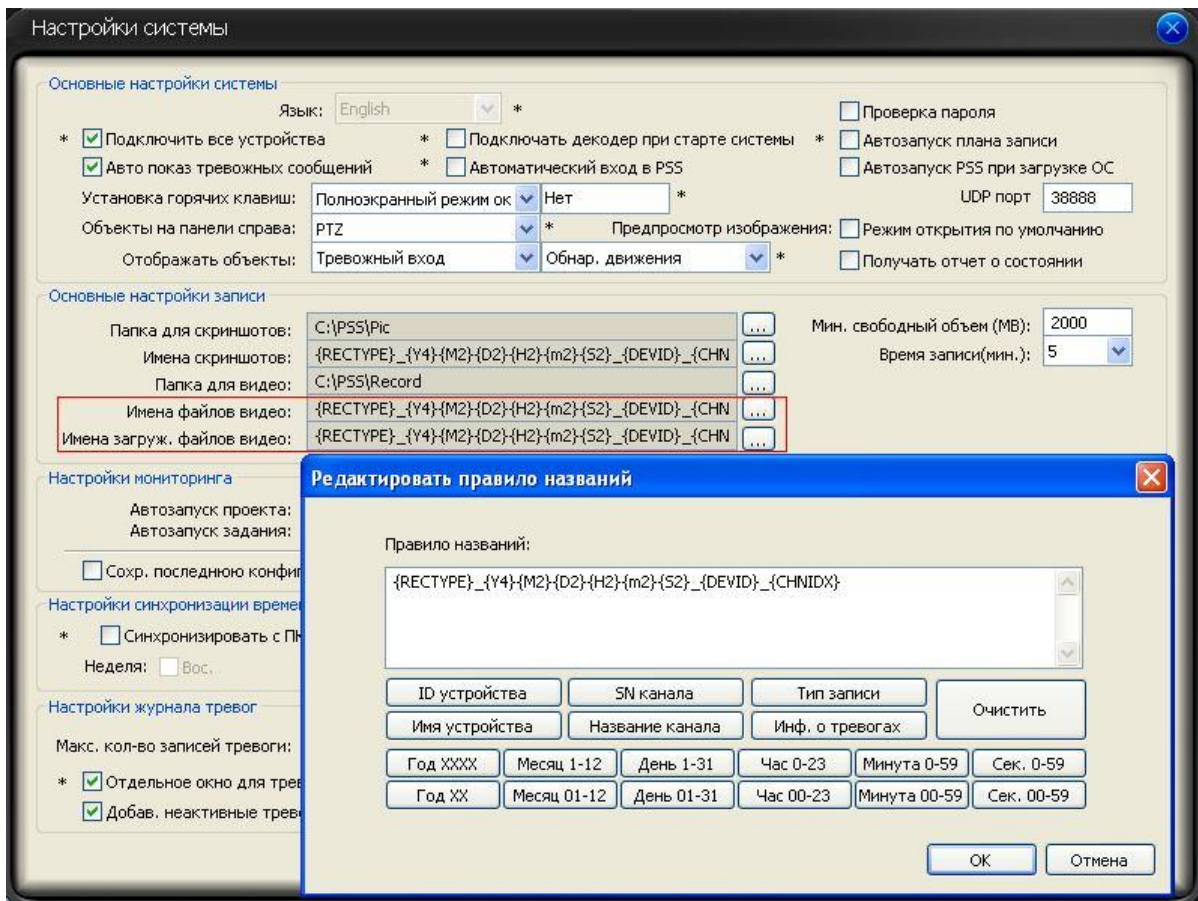 Настройки системы
Основные настройки системы
Язык: English *
Проверка пароля
* Подключить все устройства * Подключать декодер при старте системы * Автозапуск плана записи
Авто показ тревожных сообщений * Автоматический вход в PSS Автозапуск PSS при загрузке ОС
Установка горячих клавиш: Полноэкранный режим ок Нет * UDP порт 38888
Объекты на панели справа: PTZ * Предпросмотр изображения: Режим открытия по умолчанию
Отображать объекты: Тревожный вход Обнар. движения * Получать отчет о состоянии
Основные настройки записи
Папка для скриншотов: C:\PSS\Pic ... Мин. свободный объем (MB): 2000
Имена скриншотов: {RECTYPE}_{Y4}{M2}{D2}{H2}{m2}{S2}_{DEVID}_{CHN ... Время записи(мин.): 5
Папка для видео: C:\PSS\Record ...
Имена файлов видео: {RECTYPE}_{Y4}{M2}{D2}{H2}{m2}{S2}_{DEVID}_{CHN ...
Имена загруж. файлов видео: {RECTYPE}_{Y4}{M2}{D2}{H2}{m2}{S2}_{DEVID}_{CHN ...
Настройки мониторинга
Автозапуск проекта:
Автозапуск задания:
Сохр. последнюю конфиг
Настройки синхронизации време
* Синхронизировать с ПК
Неделя: Вос.
Настройки журнала тревог
Макс. кол-во записей тревоги:
* Отдельное окно для трев
Добав. неактивные трево
Редактировать правило названий
Правило названий:
{RECTYPE}_{Y4}{M2}{D2}{H2}{m2}{S2}_{DEVID}_{CHNIDX}
ID устройства SN канала Тип записи Очистить
Имя устройства Название канала Инф. о тревогах
Год XXXX Месяц 1-12 День 1-31 Час 0-23 Минута 0-59 Сек. 0-59
Год XX Месяц 01-12 День 01-31 Час 00-23 Минута 00-59 Сек. 00-59
OK Отмена